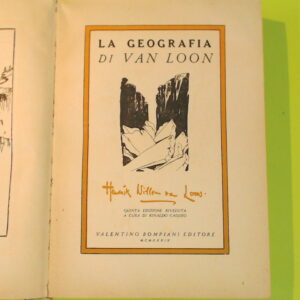 LA GEOGRAFIA
DI VAN LOON
Hendrik Willem van Loon.
QUINTA EDIZIONE RIVEDUTA
A CURA DI RINALDO CADDEO
VALENTINO BOMPIANI EDITORE